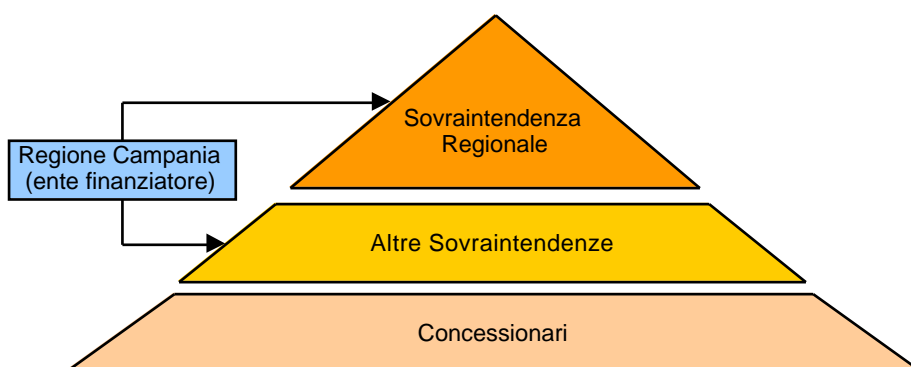 Sovraintendenza
Regionale
Regione Campania
(ente finanziatore)
Altre Sovraintendenze
Concessionari